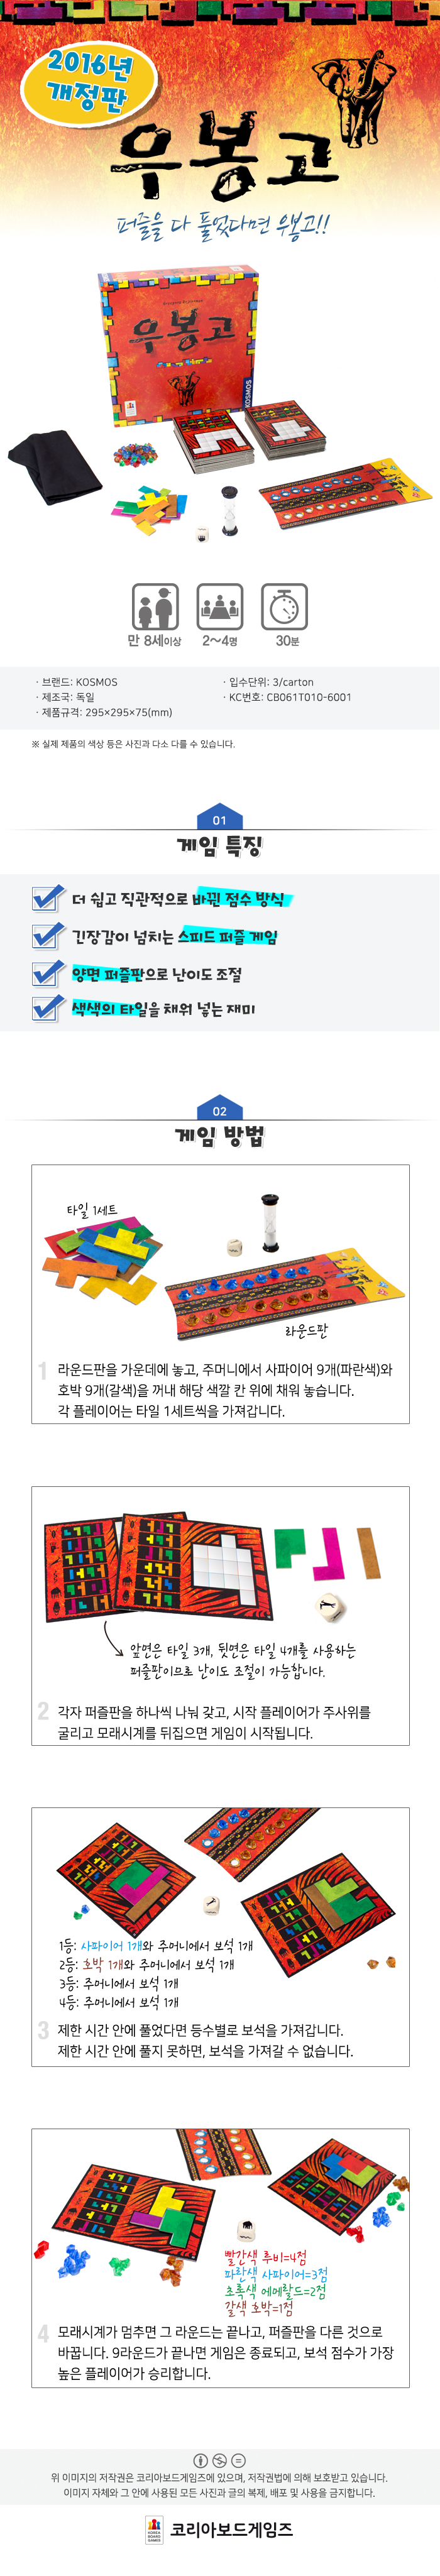 2016년
개정판
우봉고
퍼즐을 다 풀었다면 우봉고!!
우봉고
KOSMOS
만 8세이상
2~4명
30분
· 브랜드: KOSMOS
· 입수단위: 3/carton
· 제조국: 독일
· KC번호: CB061T010-6001
· 제품규격: 295×295×75(mm)
※ 실제 제품의 색상 등은 사진과 다소 다를 수 있습니다.
01
게임 특징
더 쉽고 직관적으로 바뀐 점수 방식
긴장감이 넘치는 스피드 퍼즐 게임
양면 퍼즐판으로 난이도 조절
색색의 타일을 채워 넣는 재미
02
게임 방법
타일 1세트
라운드판
1 라운드판을 가운데에 놓고, 주머니에서 사파이어 9개(파란색)와
호박 9개(갈색)을 꺼내 해당 색깔 칸 위에 채워 놓습니다.
각 플레이어는 타일 1세트씩을 가져갑니다.
앞면은 타일 3개, 뒷면은 타일 4개를 사용하는
퍼즐판이므로 난이도 조절이 가능합니다.
2 각자 퍼즐판을 하나씩 나눠 갖고, 시작 플레이어가 주사위를
굴리고 모래시계를 뒤집으면 게임이 시작됩니다.
1등: 사파이어 1개와 주머니에서 보석 1개
2등: 호박 1개와 주머니에서 보석 1개
3등: 주머니에서 보석 1개
4등: 주머니에서 보석 1개
3 제한 시간 안에 풀었다면 등수별로 보석을 가져갑니다.
제한 시간 안에 풀지 못하면, 보석을 가져갈 수 없습니다.
빨간색 루비=4점
파란색 사파이어=3점
초록색 에메랄드=2점
갈색 호박=1점
4 모래시계가 멈추면 그 라운드는 끝나고, 퍼즐판을 다른 것으로
바꿉니다. 9라운드가 끝나면 게임은 종료되고, 보석 점수가 가장
높은 플레이어가 승리합니다.
위 이미지의 저작권은 코리아보드게임즈에 있으며, 저작권법에 의해 보호받고 있습니다.
이미지 자체와 그 안에 사용된 모든 사진과 글의 복제, 배포 및 사용을 금지합니다.
KOREA
BOARD
GAMES
코리아보드게임즈